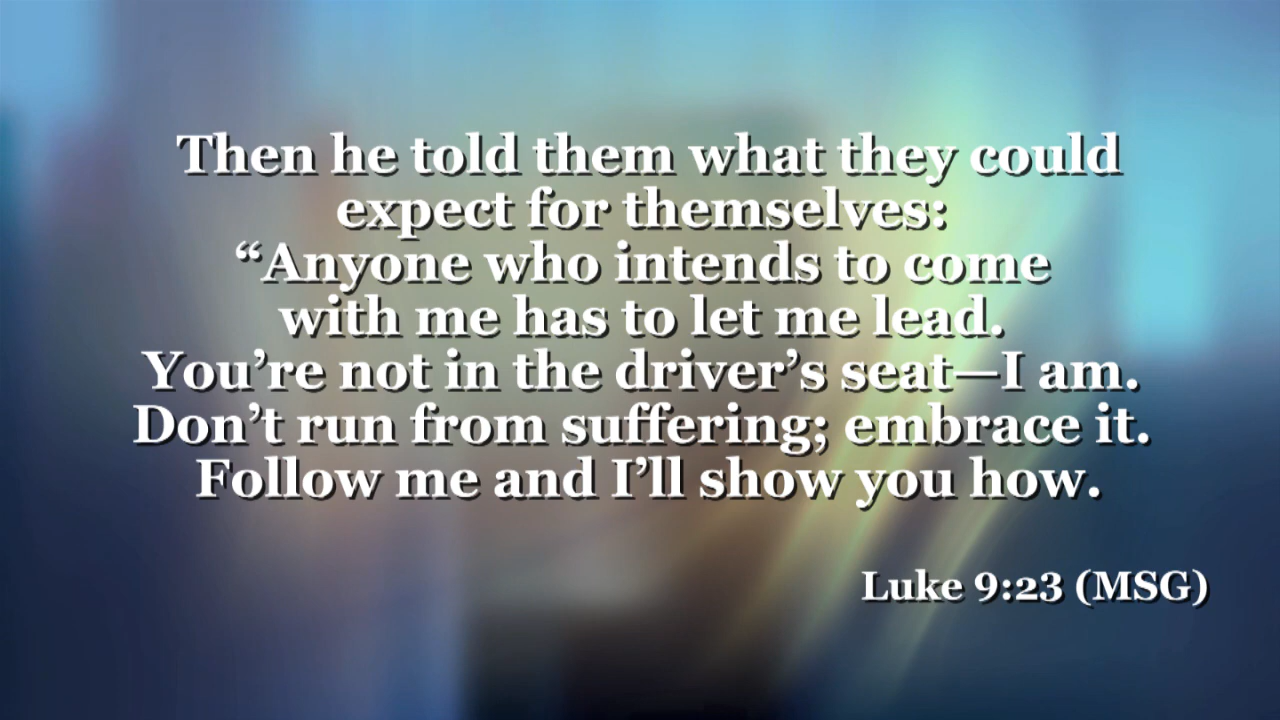 Then he told them what they could
expect for themselves:
“Anyone who intends to come
with me has to let me lead.
You’re not in the driver’s seat—I am.
Don’t run from suffering; embrace it.
Follow me and I’ll show you how.
Luke 9:23 (MSG)